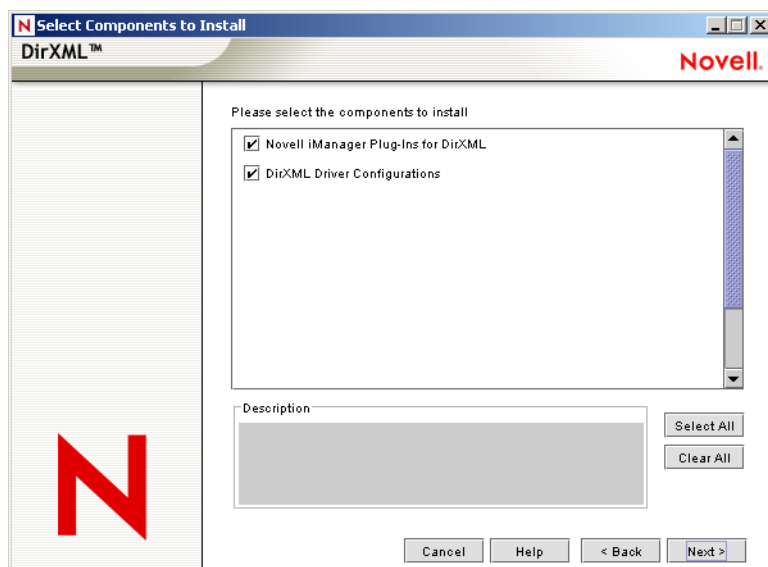 Select Components to Install
DirXML™
Novell.
Please select the components to install
Novell iManager Plug-Ins for DirXML
DirXML Driver Configurations
Description
Select All
Clear All
N
Cancel Help < Back Next >